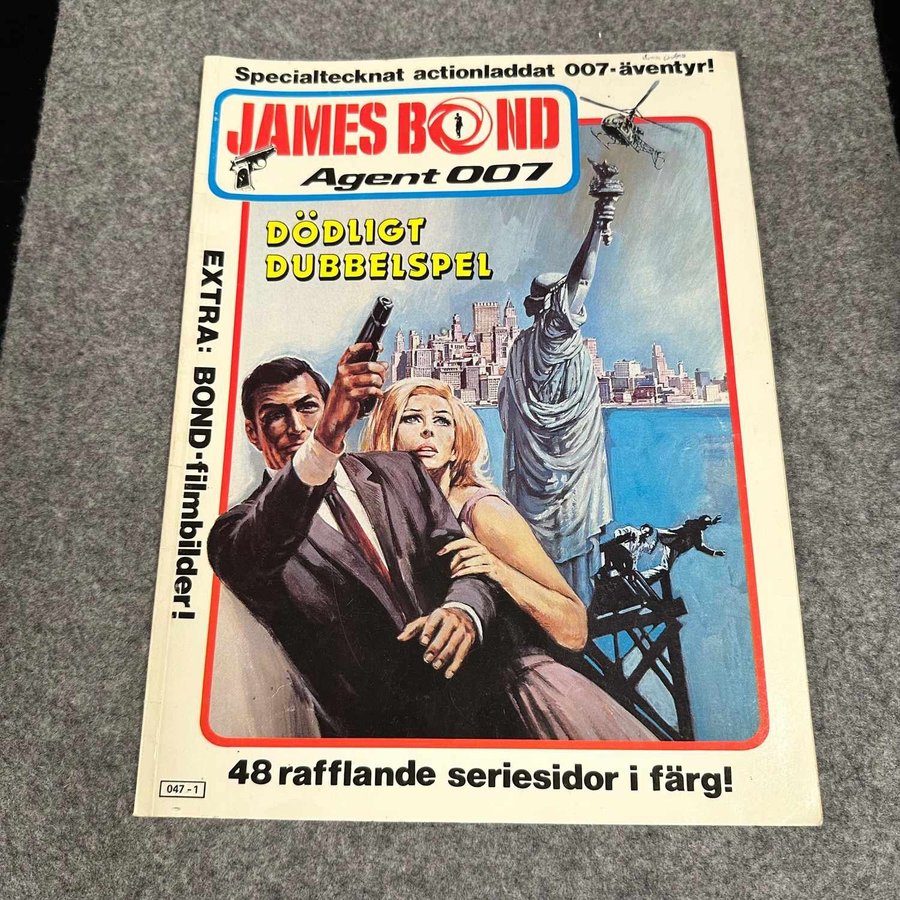 Specialtecknat actionladdat 007-äventyr!
JAMES BOND
Agent 007
DÖDLIGT
DUBBELSPEL
EXTRA: BOND-filmbilder!
48 rafflande seriesidor i färg!
047-1